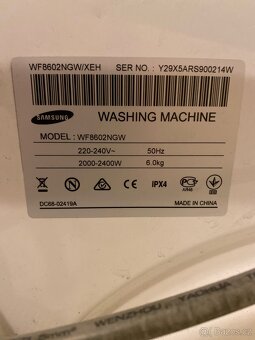 WF8602NGW/XEH SER NO. : Y29X5ARS900214W
SAMSUNG WASHING MACHINE
MODEL: WF8602NGW
220-240V~ 50Hz
2000-2400W 6.0kg
IPX4
DC68-02419A MADE IN CHINA
WENZHOU